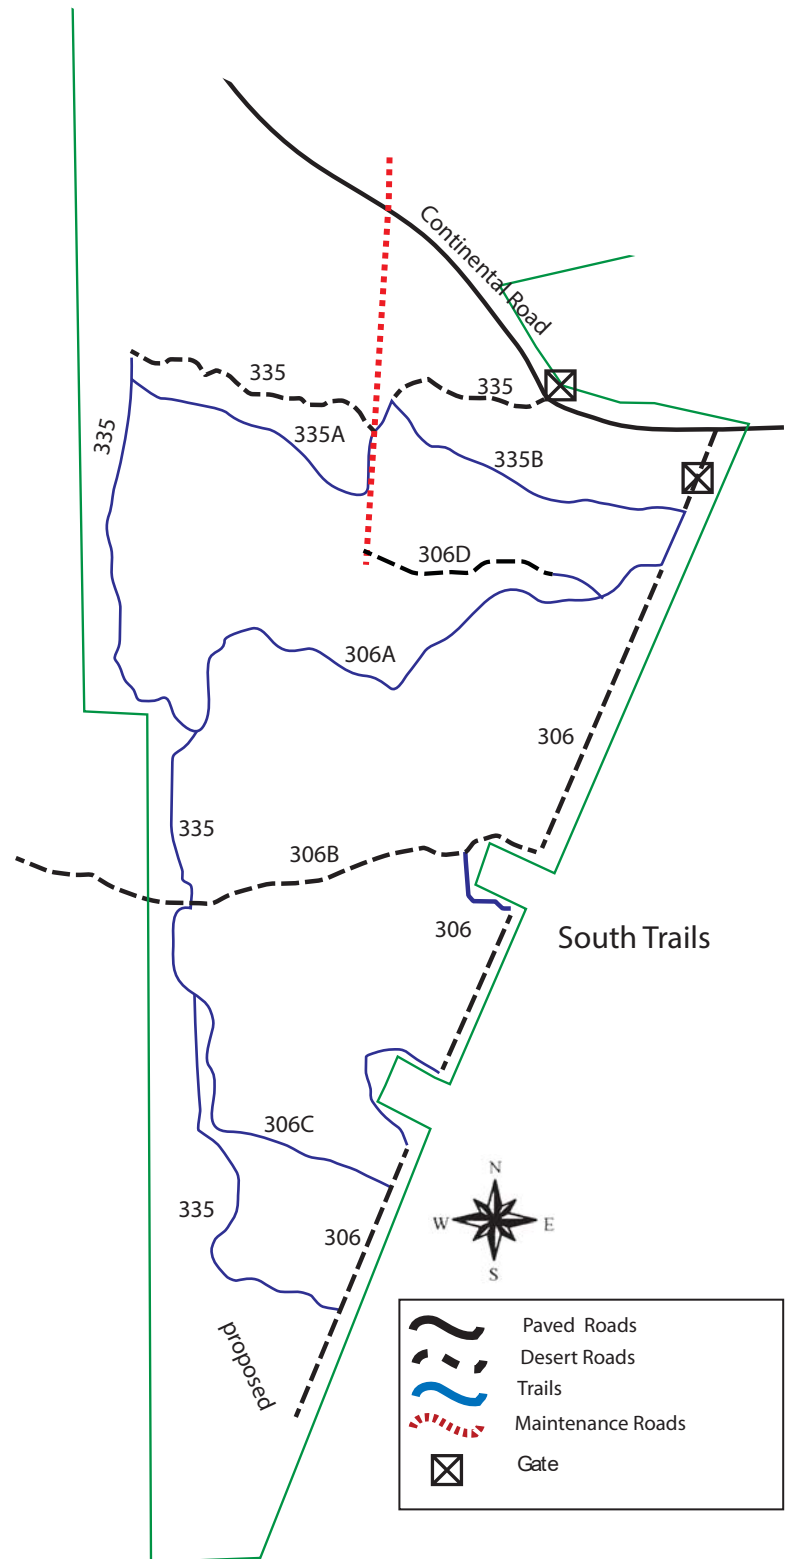 Continental Road
335
335
335A
335
335B
306D
306A
306
335
306B
306
South Trails
306C
335
306
proposed
N
W
E
S
Paved Roads
Desert Roads
Trails
Maintenance Roads
Gate